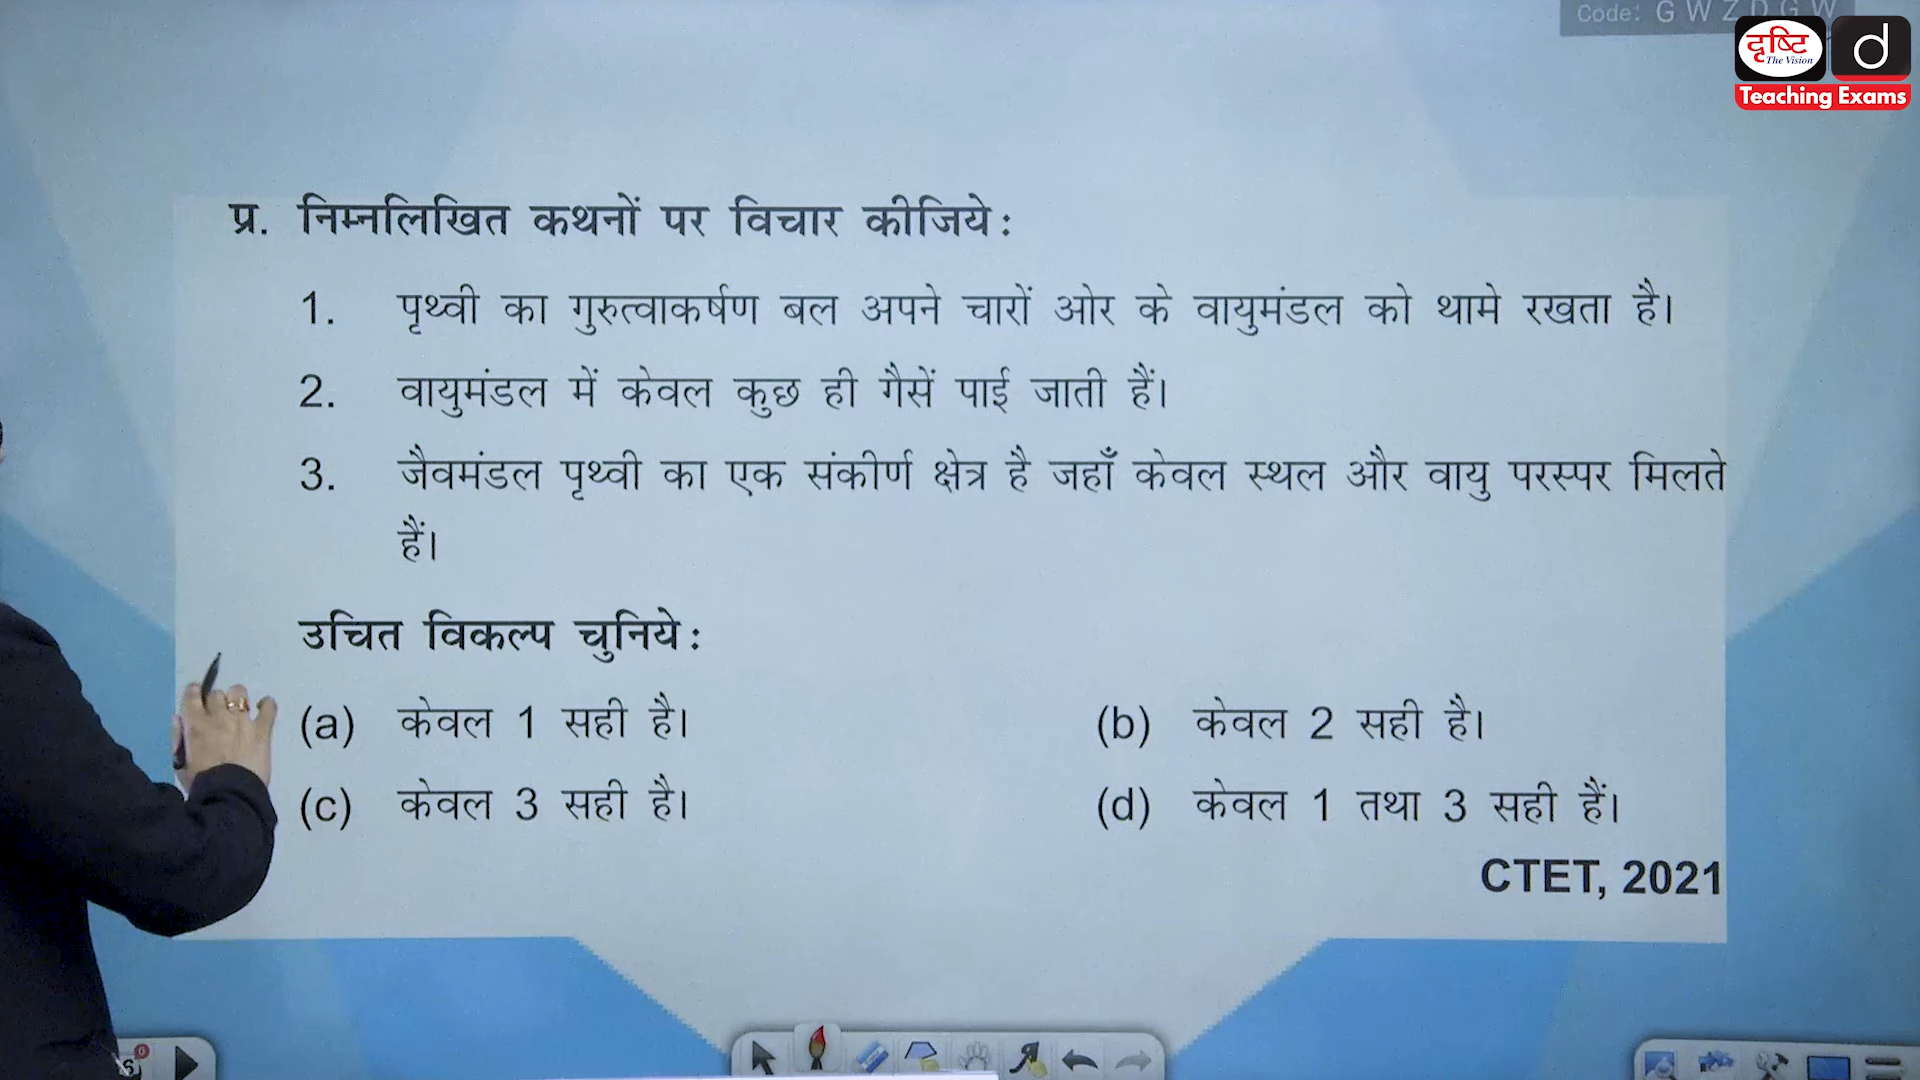 Code: G W Z D G W
दृष्टि
The Vision
d
Teaching Exams
प्र. निम्नलिखित कथनों पर विचार कीजिये:
1. पृथ्वी का गुरुत्वाकर्षण बल अपने चारों ओर के वायुमंडल को थामे रखता है।
2. वायुमंडल में केवल कुछ ही गैसें पाई जाती हैं।
3. जैवमंडल पृथ्वी का एक संकीर्ण क्षेत्र है जहाँ केवल स्थल और वायु परस्पर मिलते
हैं।
उचित विकल्प चुनिये:
(a) केवल 1 सही है। (b) केवल 2 सही है।
(c) केवल 3 सही है। (d) केवल 1 तथा 3 सही हैं।
CTET, 2021